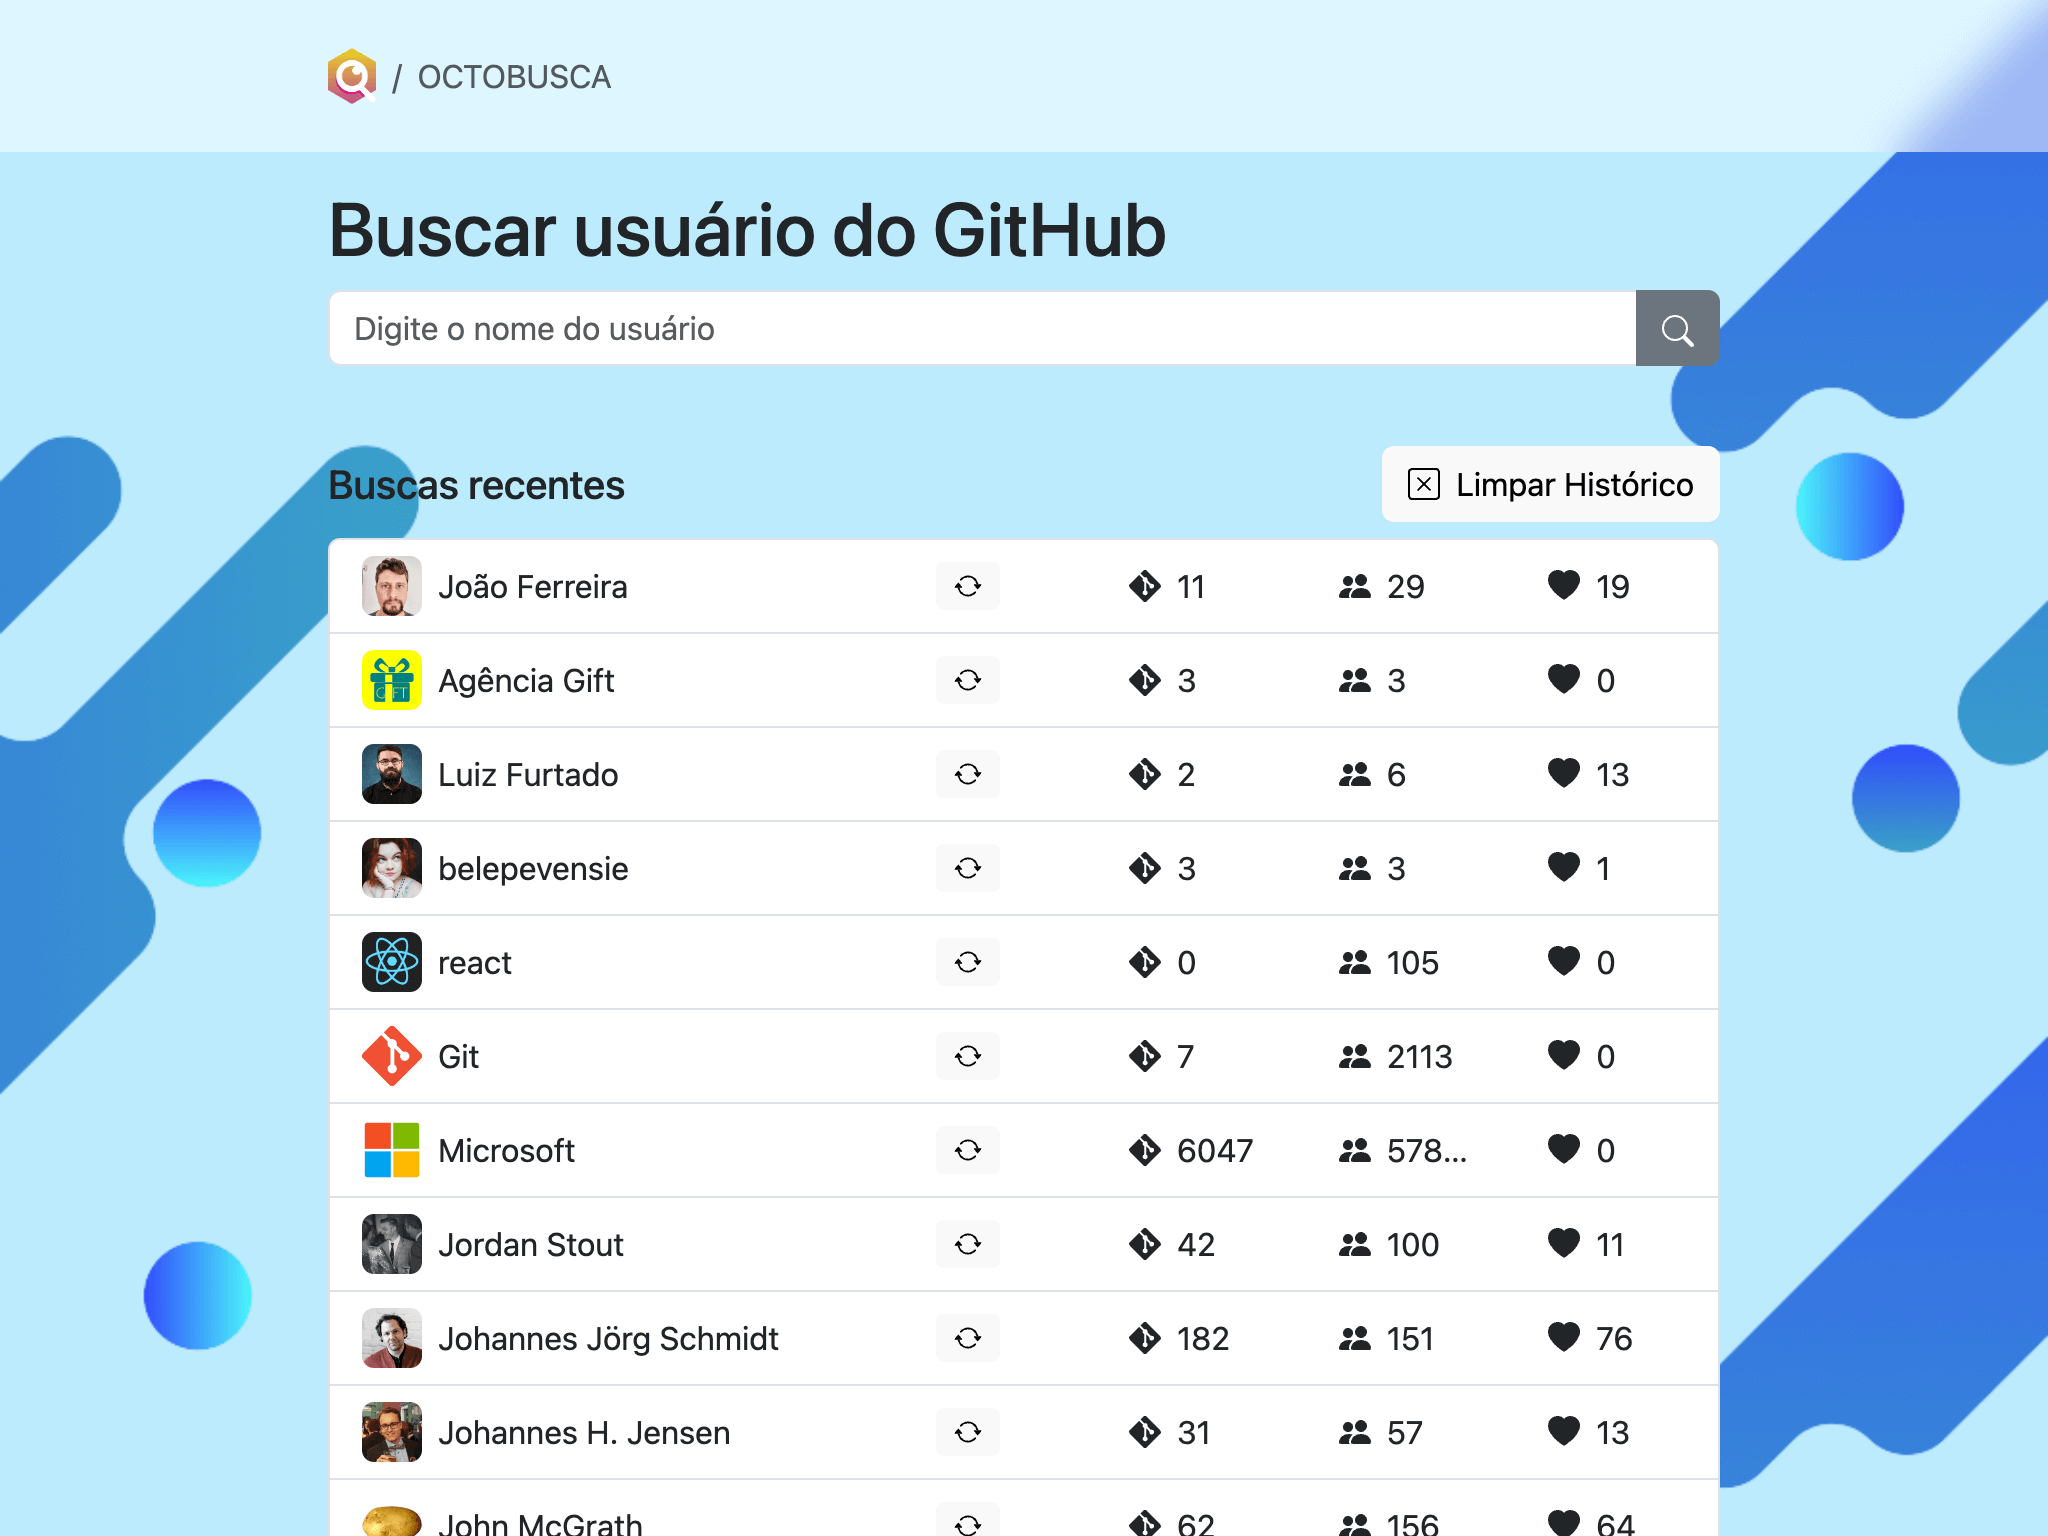 / OCTOBUSCA
Buscar usuário do GitHub
Digite o nome do usuário
Buscas recentes
Limpar Histórico
João Ferreira 11 29 19
Agência Gift 3 3 0
Luiz Furtado 2 6 13
belepevensie 3 3 1
react 0 105 0
Git 7 2113 0
Microsoft 6047 578... 0
Jordan Stout 42 100 11
Johannes Jörg Schmidt 182 151 76
Johannes H. Jensen 31 57 13
John McGrath 62 156 64